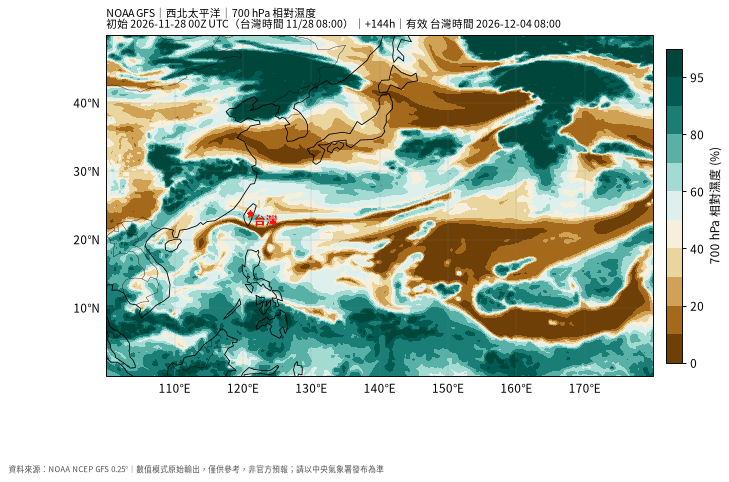 NOAA GFS｜西北太平洋｜700 hPa 相對濕度
初始 2026-11-28 00Z UTC（台灣時間 11/28 08:00）｜+144h｜有效 台灣時間 2026-12-04 08:00
40°N
30°N
20°N
10°N
110°E 120°E 130°E 140°E 150°E 160°E 170°E
台灣
95
80
60
40
20
0
700 hPa 相對濕度 (%)
資料來源：NOAA NCEP GFS 0.25°｜數值模式原始輸出，僅供參考，非官方預報；請以中央氣象署發布為準